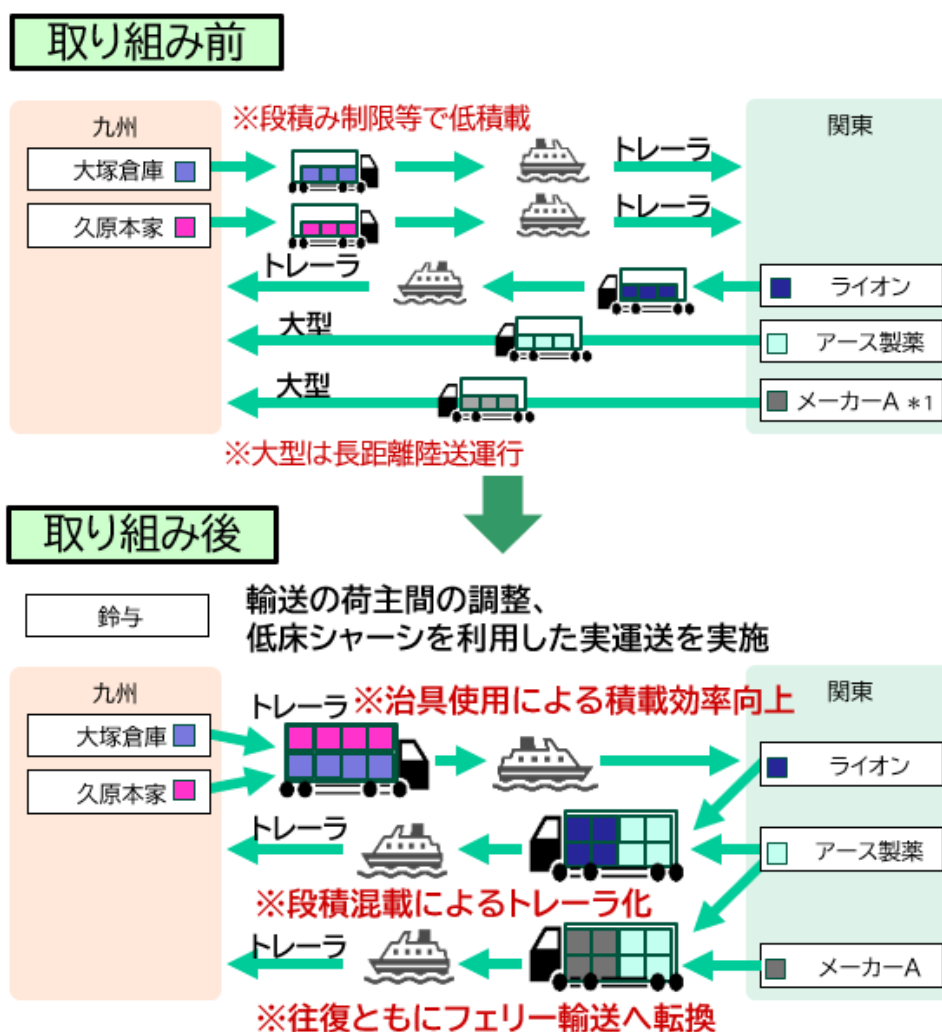 取り組み前
九州
※段積み制限等で低積載
関東
大塚倉庫
トレーラ
久原本家
トレーラ
トレーラ
ライオン
大型
アース製薬
大型
メーカーA *1
※大型は長距離陸送運行
取り組み後
鈴与
輸送の荷主間の調整、
低床シャーシを利用した実運送を実施
九州
関東
トレーラ
※治具使用による積載効率向上
大塚倉庫
ライオン
久原本家
トレーラ
アース製薬
※段積混載によるトレーラ化
トレーラ
メーカーA
※往復ともにフェリー輸送へ転換